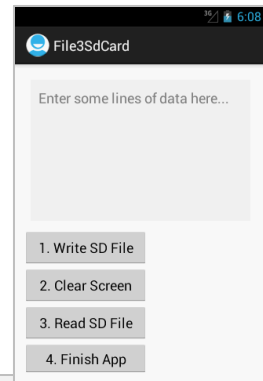 3G 6:08
File3SdCard
Enter some lines of data here...
1. Write SD File
2. Clear Screen
3. Read SD File
4. Finish App